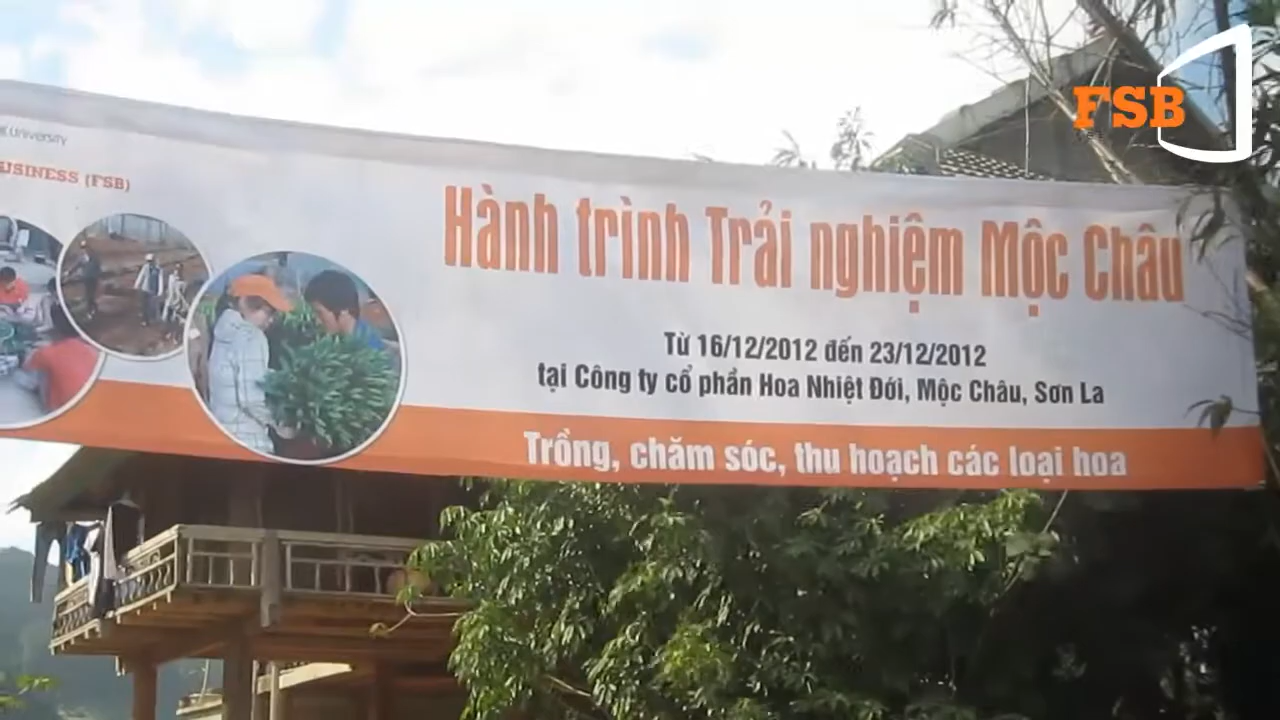 University
BUSINESS (FSB)
Hành trình Trải nghiệm Mộc Châu
Từ 16/12/2012 đến 23/12/2012
tại Công ty cổ phần Hoa Nhiệt Đới, Mộc Châu, Sơn La
Trồng, chăm sóc, thu hoạch các loại hoa
FSB